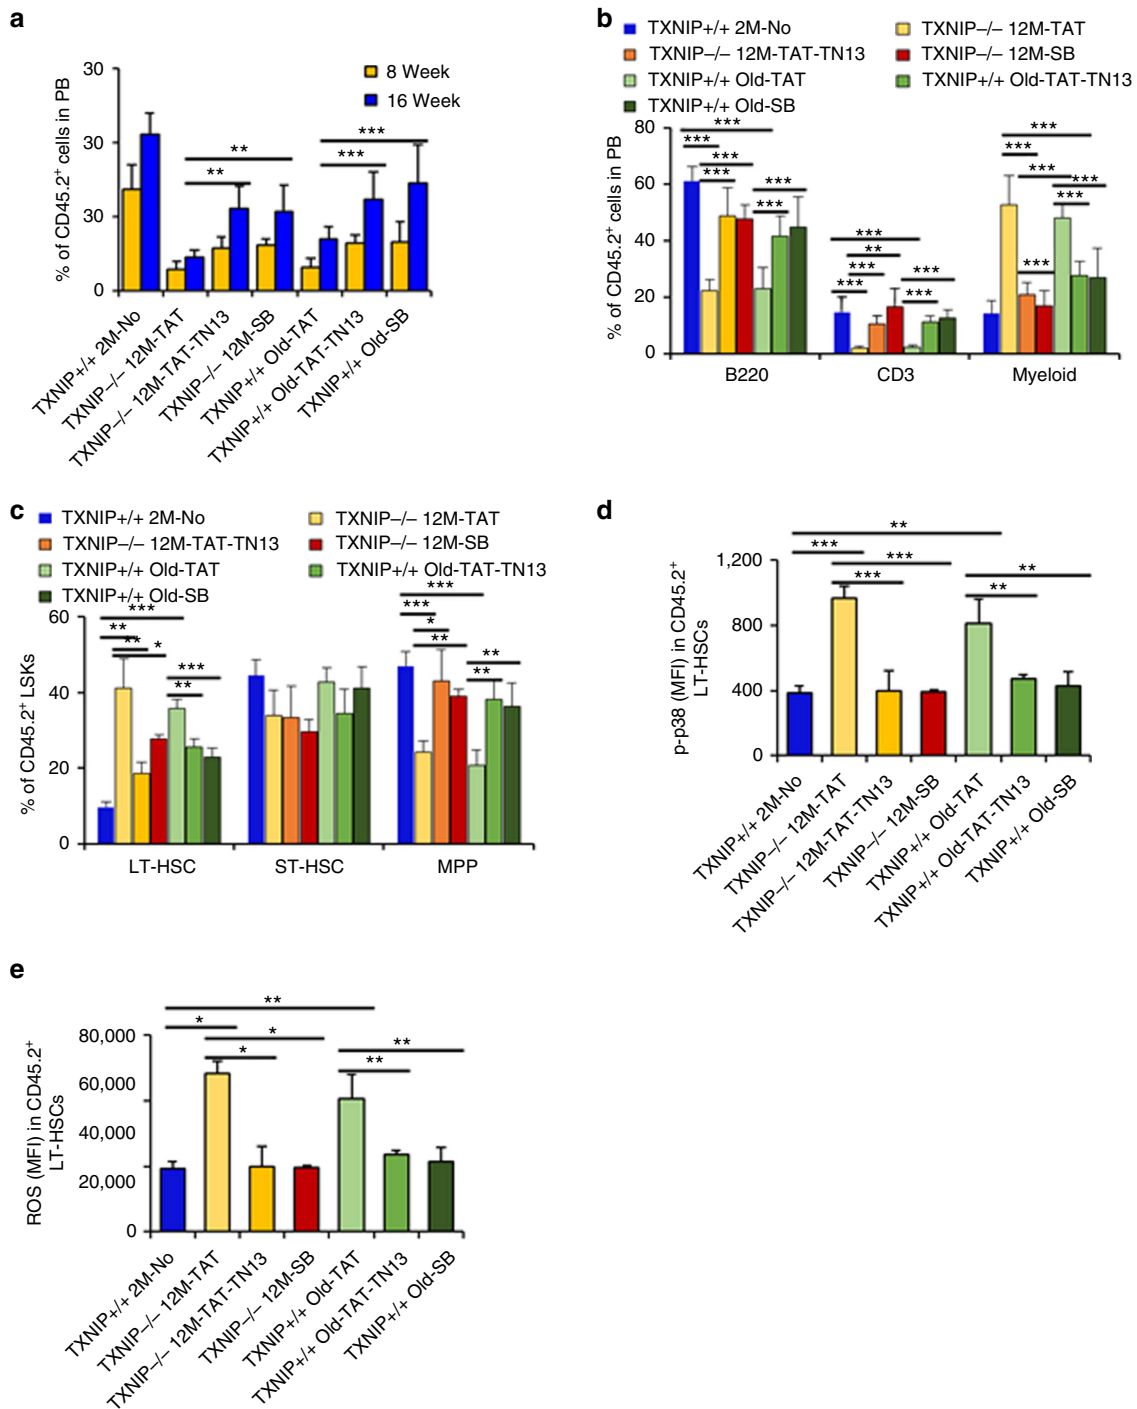 a
% of CD45.2+ cells in PB
30
30
30
0
8 Week
16 Week
**
**
***
***
TXNIP+/+ 2M-No
TXNIP–/– 12M-TAT
TXNIP–/– 12M-TAT-TN13
TXNIP–/– 12M-SB
TXNIP+/+ Old-TAT
TXNIP+/+ Old-TAT-TN13
TXNIP+/+ Old-SB
b
TXNIP+/+ 2M-No
TXNIP–/– 12M-TAT
TXNIP–/– 12M-TAT-TN13
TXNIP–/– 12M-SB
TXNIP+/+ Old-TAT
TXNIP+/+ Old-TAT-TN13
TXNIP+/+ Old-SB
% of CD45.2+ cells in PB
80
60
40
20
0
***
***
***
***
***
***
***
**
***
***
***
***
***
***
***
***
***
***
B220
CD3
Myeloid
c
TXNIP+/+ 2M-No
TXNIP–/– 12M-TAT
TXNIP–/– 12M-TAT-TN13
TXNIP–/– 12M-SB
TXNIP+/+ Old-TAT
TXNIP+/+ Old-TAT-TN13
TXNIP+/+ Old-SB
% of CD45.2+ LSKs
60
40
20
0
***
**
** *
***
**
***
***
*
**
**
**
LT-HSC
ST-HSC
MPP
d
p-p38 (MFI) in CD45.2+
LT-HSCs
1,200
800
400
0
**
***
***
***
**
**
TXNIP+/+ 2M-No
TXNIP–/– 12M-TAT
TXNIP–/– 12M-TAT-TN13
TXNIP–/– 12M-SB
TXNIP+/+ Old-TAT
TXNIP+/+ Old-TAT-TN13
TXNIP+/+ Old-SB
e
ROS (MFI) in CD45.2+
LT-HSCs
80,000
60,000
40,000
20,000
0
**
*
*
*
**
**
TXNIP+/+ 2M-No
TXNIP–/– 12M-TAT
TXNIP–/– 12M-TAT-TN13
TXNIP–/– 12M-SB
TXNIP+/+ Old-TAT
TXNIP+/+ Old-TAT-TN13
TXNIP+/+ Old-SB